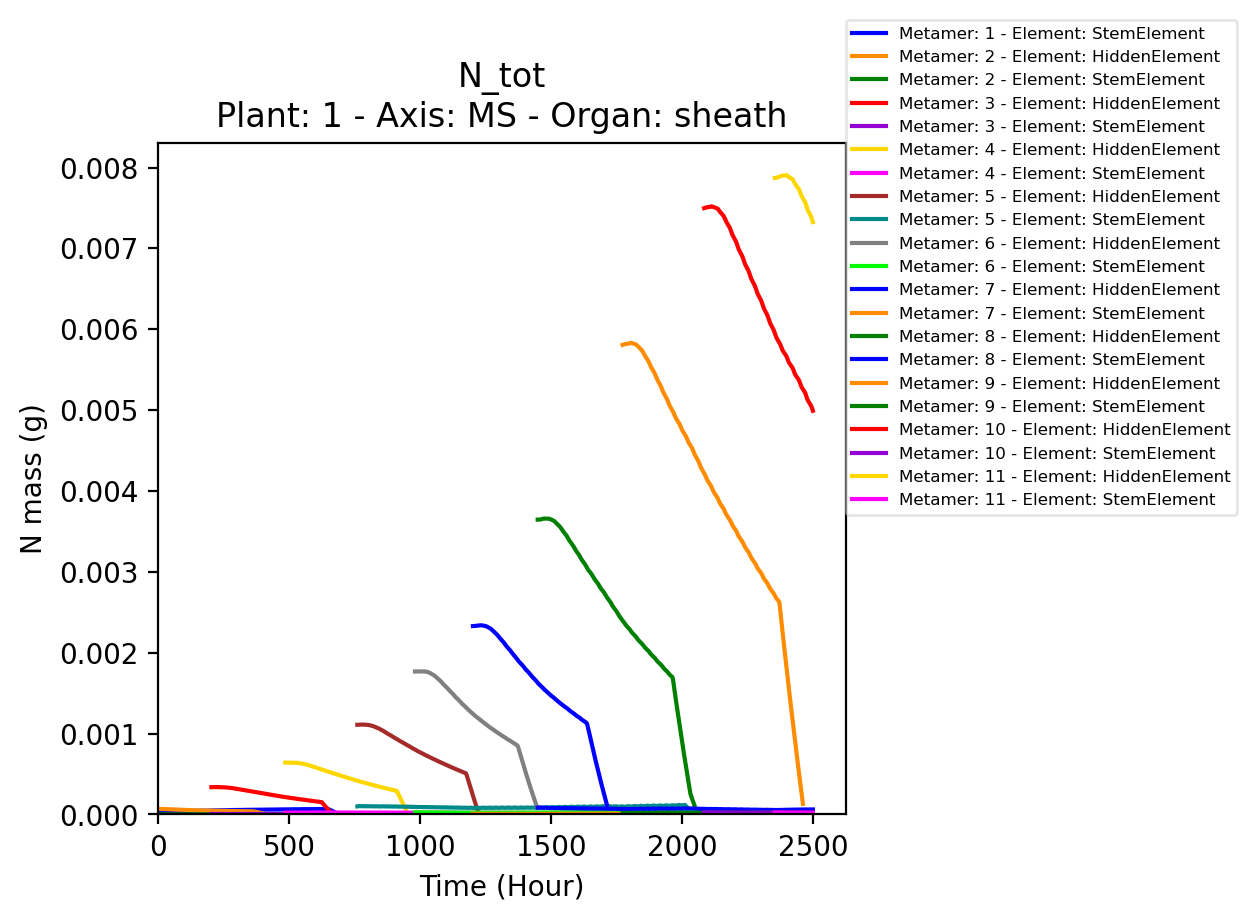 N_tot
Plant: 1 - Axis: MS - Organ: sheath
Metamer: 1 - Element: StemElement
Metamer: 2 - Element: HiddenElement
Metamer: 2 - Element: StemElement
Metamer: 3 - Element: HiddenElement
Metamer: 3 - Element: StemElement
Metamer: 4 - Element: HiddenElement
Metamer: 4 - Element: StemElement
Metamer: 5 - Element: HiddenElement
Metamer: 5 - Element: StemElement
Metamer: 6 - Element: HiddenElement
Metamer: 6 - Element: StemElement
Metamer: 7 - Element: HiddenElement
Metamer: 7 - Element: StemElement
Metamer: 8 - Element: HiddenElement
Metamer: 8 - Element: StemElement
Metamer: 9 - Element: HiddenElement
Metamer: 9 - Element: StemElement
Metamer: 10 - Element: HiddenElement
Metamer: 10 - Element: StemElement
Metamer: 11 - Element: HiddenElement
Metamer: 11 - Element: StemElement
N mass (g)
0.008
0.007
0.006
0.005
0.004
0.003
0.002
0.001
0.000
0 500 1000 1500 2000 2500
Time (Hour)